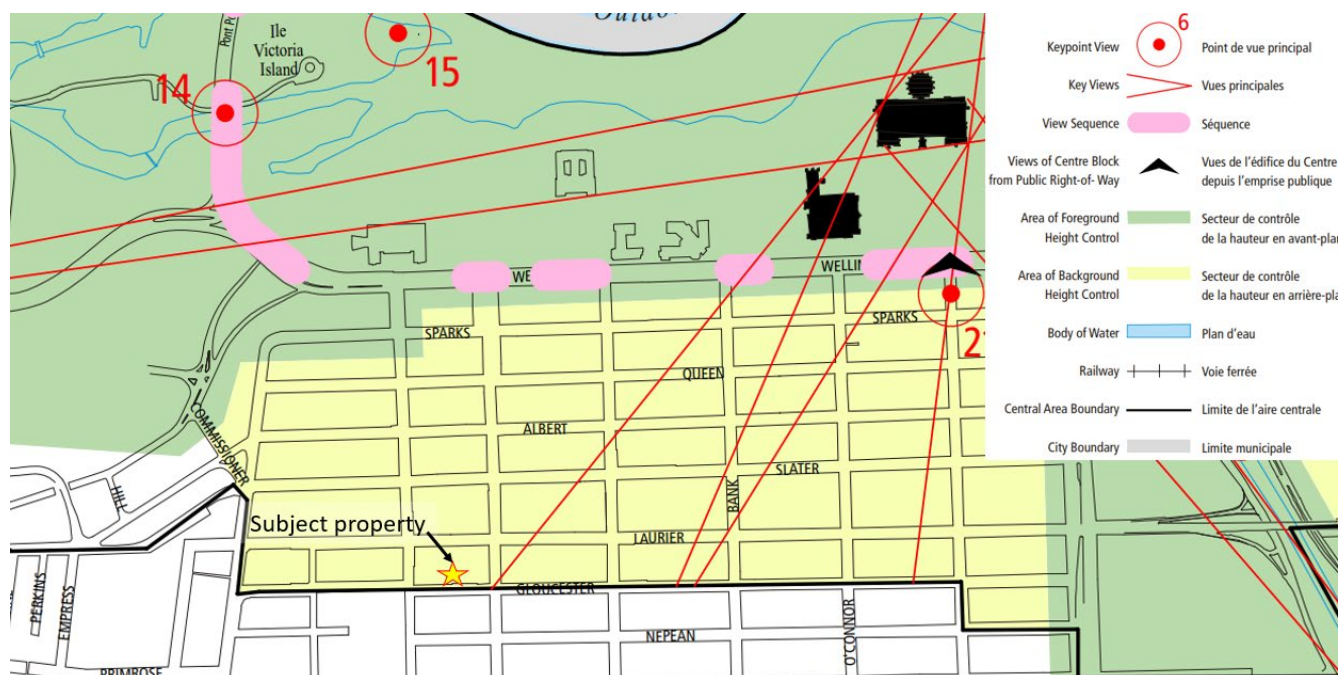 Outdo
Pont Po
Ile
Victoria
Island
14
15
WE
WELLIN
SPARKS
SPARKS
21
QUEEN
COMMISSIONER
ALBERT
SLATER
HILL
BANK
Subject property
LAURIER
GLOUCESTER
PERKINS
EMPRESS
NEPEAN
O'CONNOR
PRIMROSE
6
Keypoint View Point de vue principal
Key Views Vues principales
View Sequence Séquence
Views of Centre Block Vues de l'édifice du Centre
from Public Right-of- Way depuis l'emprise publique
Area of Foreground Secteur de contrôle
Height Control de la hauteur en avant-plan
Area of Background Secteur de contrôle
Height Control de la hauteur en arrière-pla
Body of Water Plan d'eau
Railway Voie ferrée
Central Area Boundary Limite de l'aire centrale
City Boundary Limite municipale